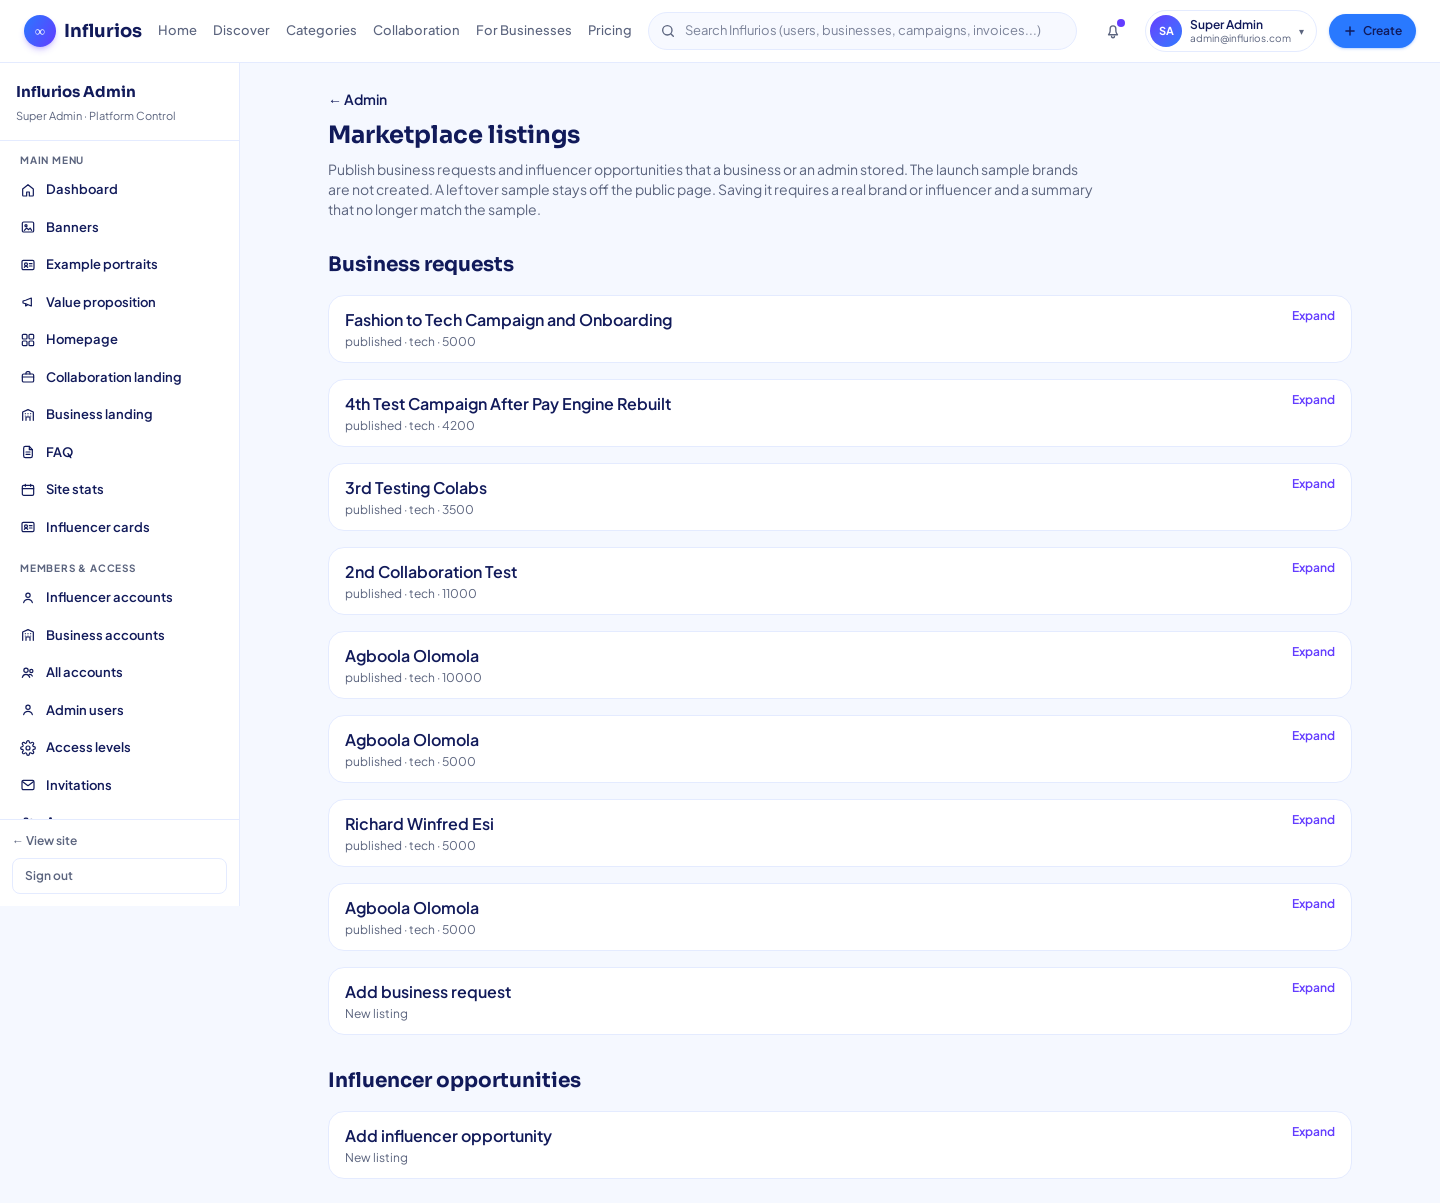 Influrios
Home
Discover
Categories
Collaboration
For Businesses
Pricing
Search Influrios (users, businesses, campaigns, invoices...)
SA
Super Admin
admin@influrios.com
Create
Influrios Admin
Super Admin · Platform Control
MAIN MENU
Dashboard
Banners
Example portraits
Value proposition
Homepage
Collaboration landing
Business landing
FAQ
Site stats
Influencer cards
MEMBERS & ACCESS
Influencer accounts
Business accounts
All accounts
Admin users
Access levels
Invitations
← View site
Sign out
← Admin
Marketplace listings
Publish business requests and influencer opportunities that a business or an admin stored. The launch sample brands
are not created. A leftover sample stays off the public page. Saving it requires a real brand or influencer and a summary
that no longer match the sample.
Business requests
Fashion to Tech Campaign and Onboarding
Expand
published · tech · 5000
4th Test Campaign After Pay Engine Rebuilt
Expand
published · tech · 4200
3rd Testing Colabs
Expand
published · tech · 3500
2nd Collaboration Test
Expand
published · tech · 11000
Agboola Olomola
Expand
published · tech · 10000
Agboola Olomola
Expand
published · tech · 5000
Richard Winfred Esi
Expand
published · tech · 5000
Agboola Olomola
Expand
published · tech · 5000
Add business request
Expand
New listing
Influencer opportunities
Add influencer opportunity
Expand
New listing